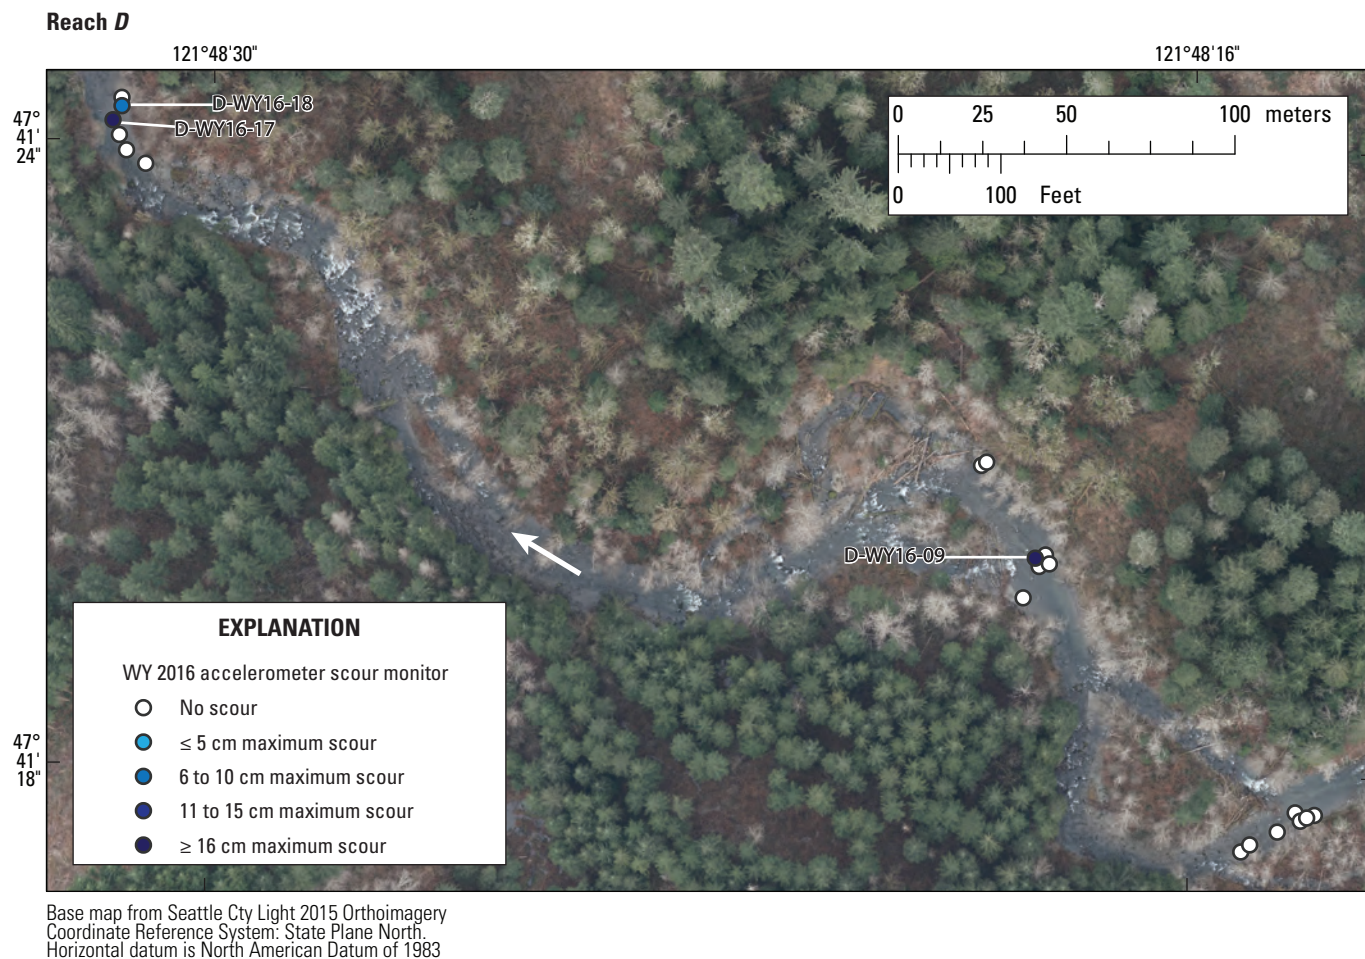 Reach D
121°48'30"
121°48'16"
47°
41'
24"
D-WY16-18
D-WY16-17
0 25 50 100 meters
0 100 Feet
D-WY16-09
47°
41'
18"
EXPLANATION
WY 2016 accelerometer scour monitor
No scour
≤ 5 cm maximum scour
6 to 10 cm maximum scour
11 to 15 cm maximum scour
≥ 16 cm maximum scour
Base map from Seattle Cty Light 2015 Orthoimagery
Coordinate Reference System: State Plane North.
Horizontal datum is North American Datum of 1983